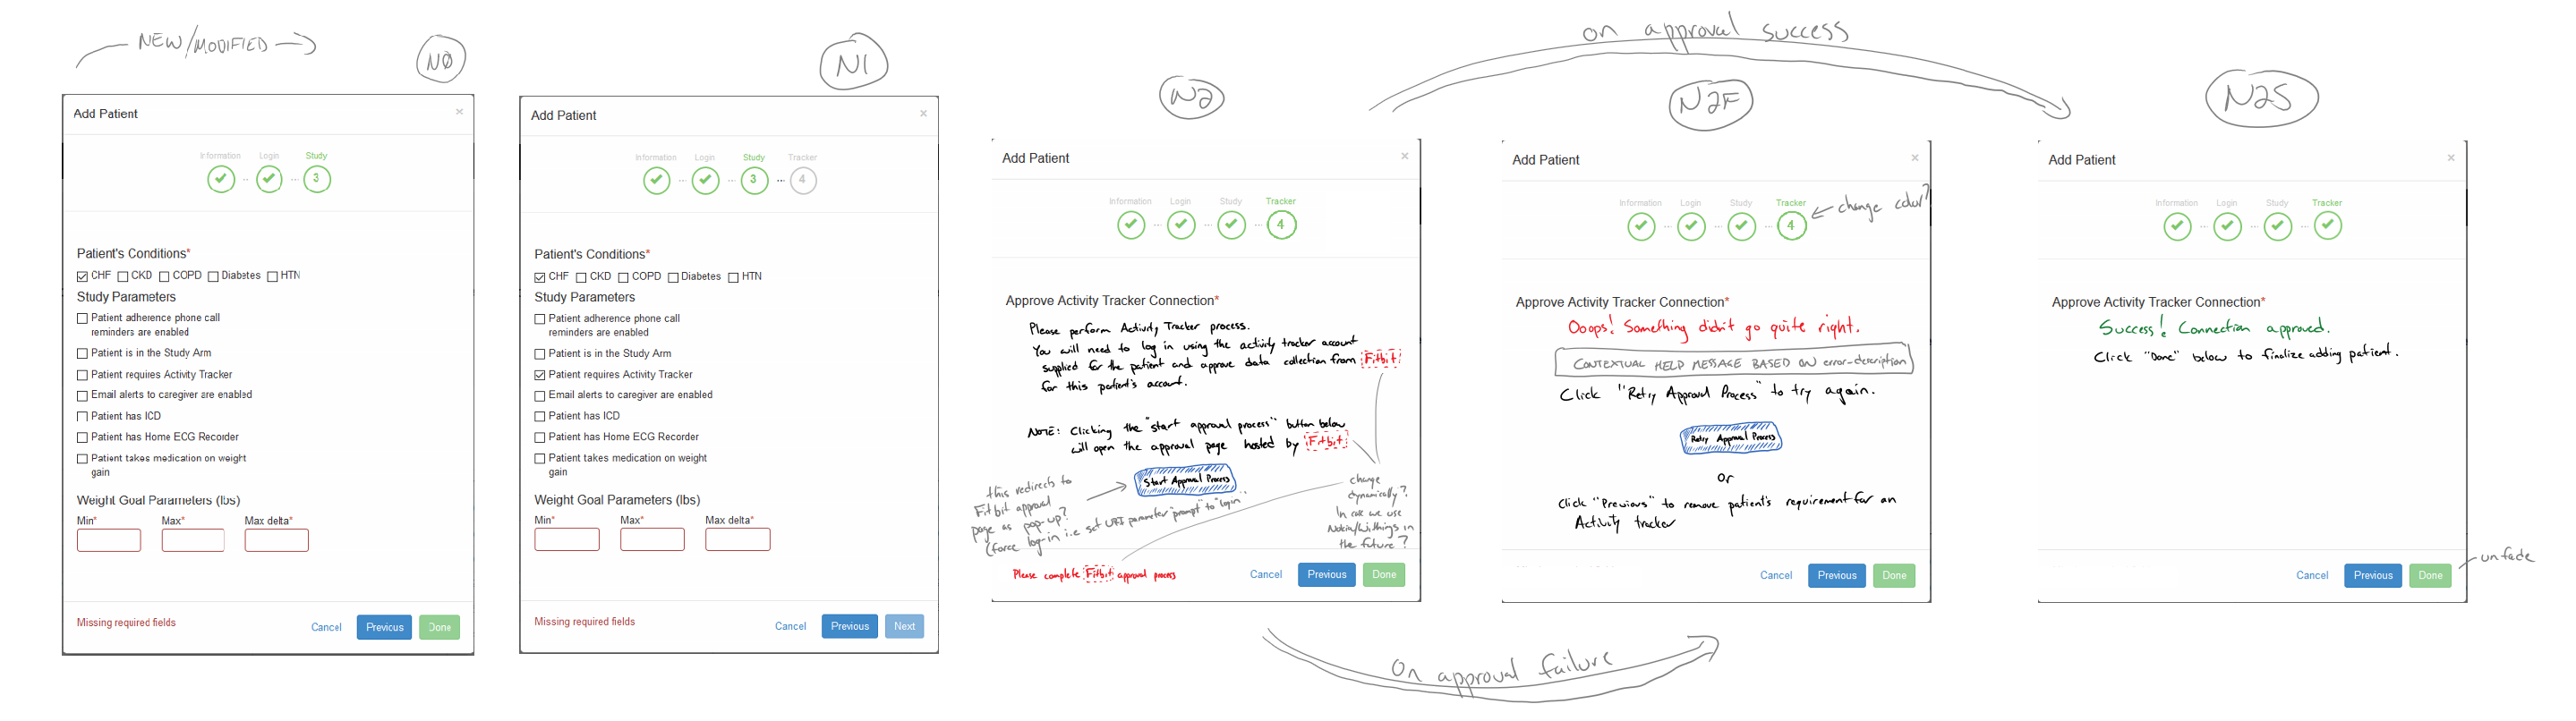 NEW/MODIFIED
N0
Add Patient
×
Information Login Study
3
Patient's Conditions*
CHF CKD COPD Diabetes HTN
Study Parameters
Patient adherence phone call
reminders are enabled
Patient is in the Study Arm
Patient requires Activity Tracker
Email alerts to caregiver are enabled
Patient has ICD
Patient has Home ECG Recorder
Patient takes medication on weight
gain
Weight Goal Parameters (lbs)
Min* Max* Max delta*
Missing required fields
Cancel Previous Done
N1
Add Patient
×
Information Login Study Tracker
3 4
Patient's Conditions*
CHF CKD COPD Diabetes HTN
Study Parameters
Patient adherence phone call
reminders are enabled
Patient is in the Study Arm
Patient requires Activity Tracker
Email alerts to caregiver are enabled
Patient has ICD
Patient has Home ECG Recorder
Patient takes medication on weight
gain
Weight Goal Parameters (lbs)
Min* Max* Max delta*
Missing required fields
Cancel Previous Next
on approval success
N2
Add Patient
×
Information Login Study Tracker
4
Approve Activity Tracker Connection*
Please perform Activity Tracker process.
You will need to log in using the activity tracker account
supplied for the patient and approve data collection from Fitbit
for this patient's account.
NOTE: Clicking the "start approval process" button below
will open the approval page hosted by Fitbit
Start Approval Process
this redirects to
Fitbit approval
page as pop-up?
(force log-in i.e set URI parameter "prompt" to "login"
change
dynamically?
In case we use
Nokia/Withings in
the future?
Please complete Fitbit approval process
Cancel Previous Done
on approval failure
N2F
Add Patient
×
Information Login Study Tracker
4
change color?
Approve Activity Tracker Connection*
Ooops! Something didn't go quite right.
CONTEXTUAL HELP MESSAGE BASED ON error-description
Click "Retry Approval Process" to try again.
Retry Approval Process
or
Click "Previous" to remove patient's requirement for an
Activity tracker
Cancel Previous Done
N2S
Add Patient
×
Information Login Study Tracker
Approve Activity Tracker Connection*
Success! Connection approved.
Click "Done" below to finalize adding patient.
unfade
Cancel Previous Done